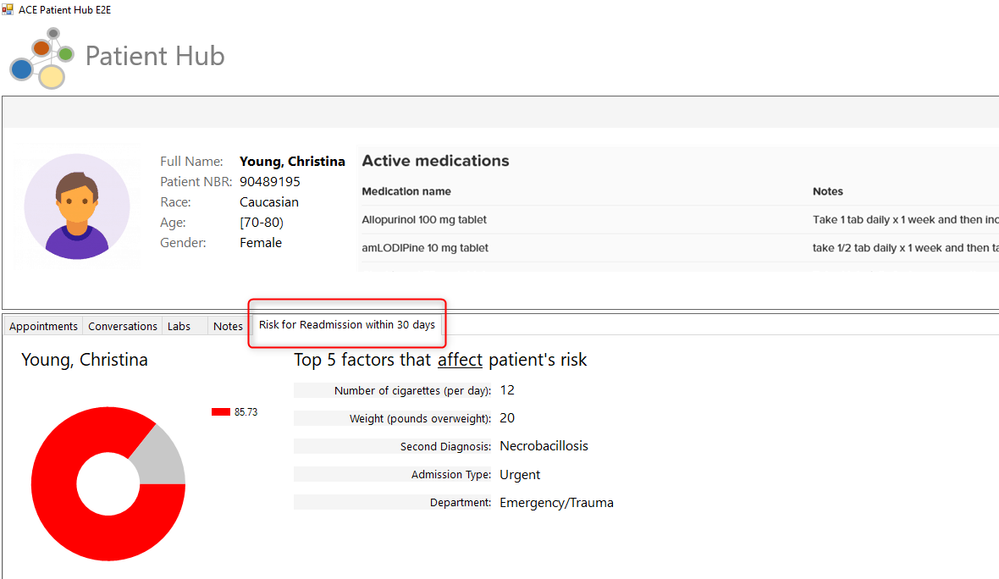 ACE Patient Hub E2E
Patient Hub
Full Name: Young, Christina
Patient NBR: 90489195
Race: Caucasian
Age: [70-80)
Gender: Female
Active medications
Medication name Notes
Allopurinol 100 mg tablet Take 1 tab daily x 1 week and then inc
amLODIPine 10 mg tablet take 1/2 tab daily x 1 week and then ta
Appointments Conversations Labs Notes Risk for Readmission within 30 days
Young, Christina
85.73
Top 5 factors that affect patient's risk
Number of cigarettes (per day): 12
Weight (pounds overweight): 20
Second Diagnosis: Necrobacillosis
Admission Type: Urgent
Department: Emergency/Trauma